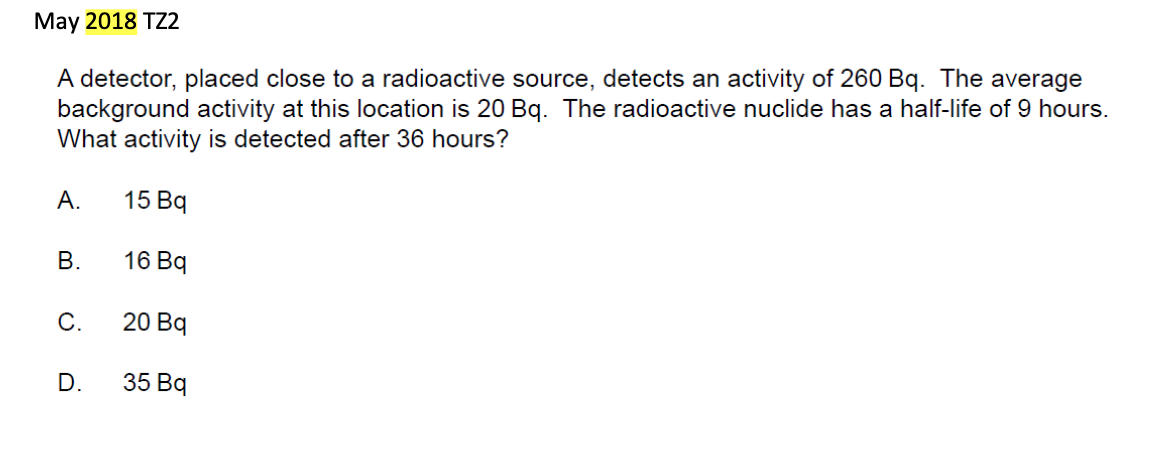 May 2018 TZ2
A detector, placed close to a radioactive source, detects an activity of 260 Bq. The average
background activity at this location is 20 Bq. The radioactive nuclide has a half-life of 9 hours.
What activity is detected after 36 hours?
A. 15 Bq
B. 16 Bq
C. 20 Bq
D. 35 Bq